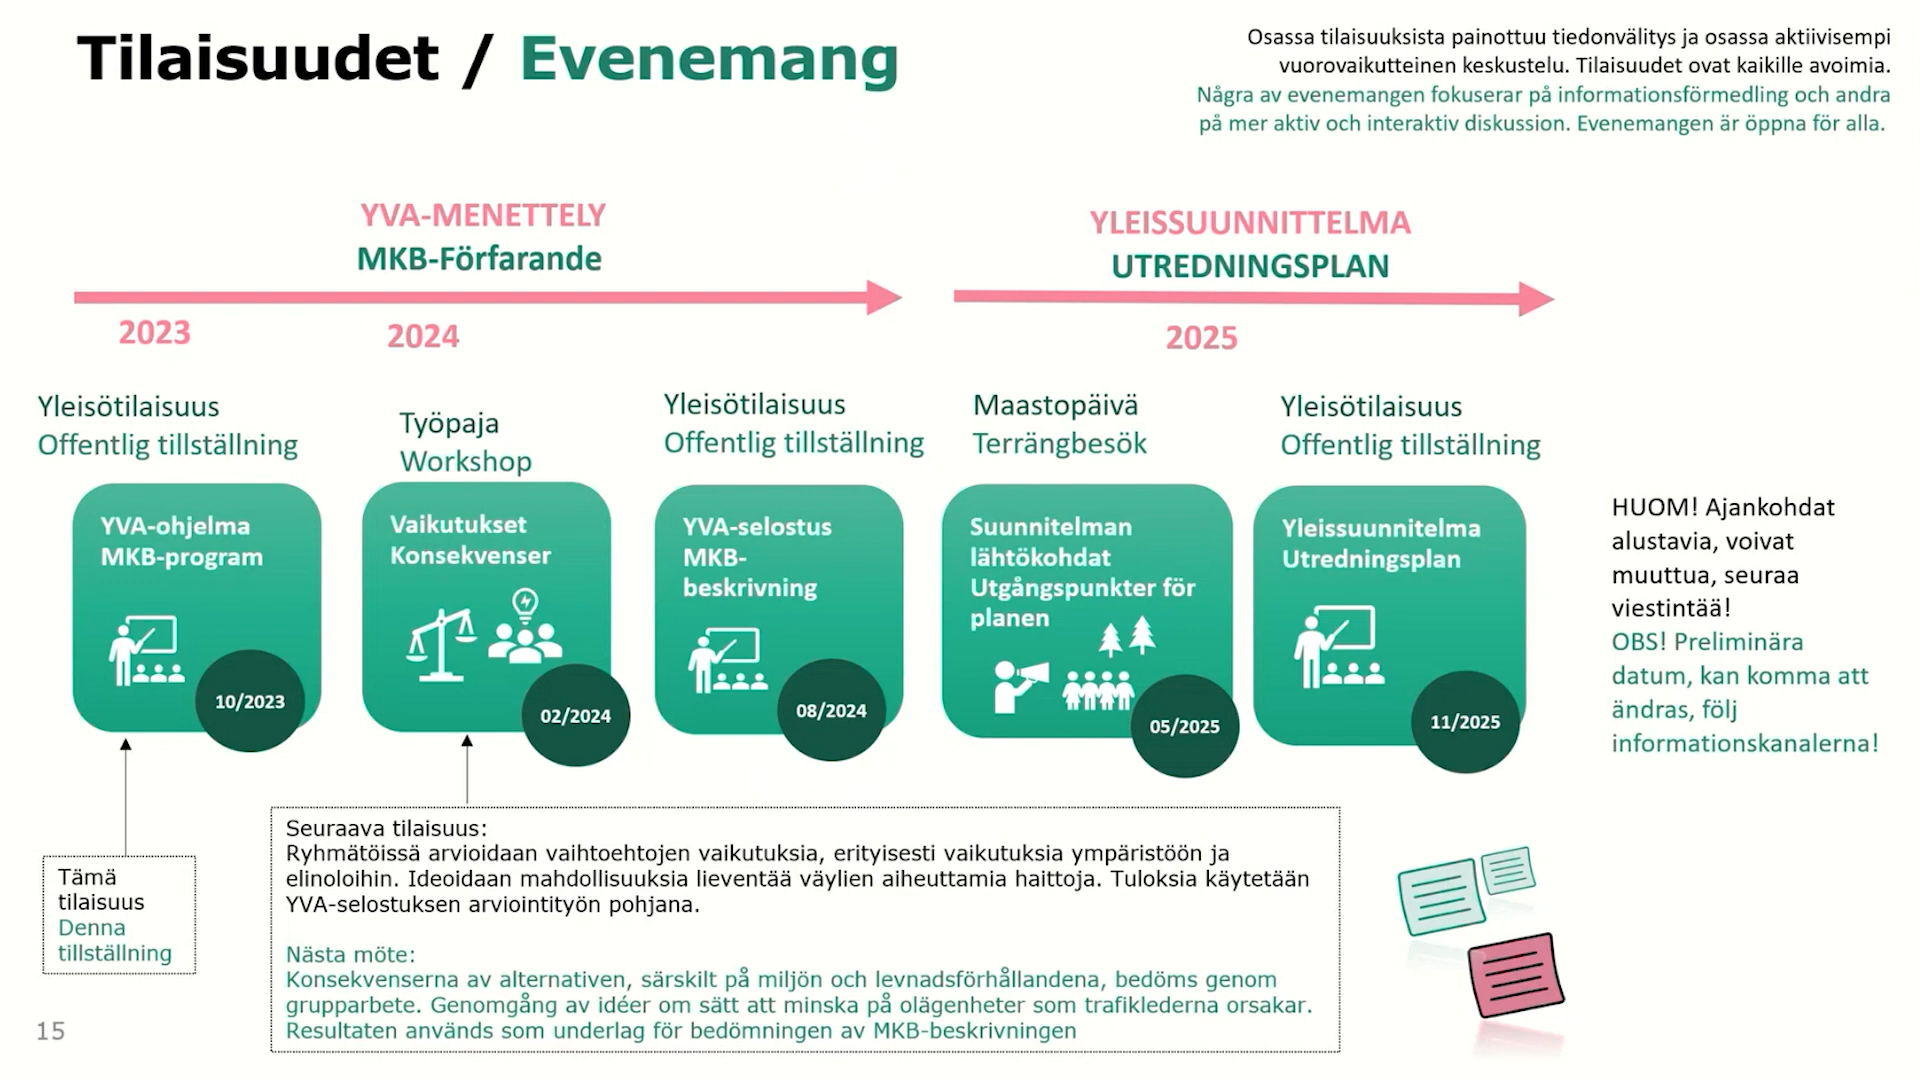 Tilaisuudet / Evenemang
Osassa tilaisuuksista painottuu tiedonvälitys ja osassa aktiivisempi
vuorovaikutteinen keskustelu. Tilaisuudet ovat kaikille avoimia.
Några av evenemangen fokuserar på informationsförmedling och andra
på mer aktiv och interaktiv diskussion. Evenemangen är öppna för alla.
YVA-MENETTELY
MKB-Förfarande
YLEISSUUNNITTELMA
UTREDNINGSPLAN
2023
2024
2025
Yleisötilaisuus
Offentlig tillställning
Työpaja
Workshop
Yleisötilaisuus
Offentlig tillställning
Maastopäivä
Terrängbesök
Yleisötilaisuus
Offentlig tillställning
YVA-ohjelma
MKB-program
10/2023
Vaikutukset
Konsekvenser
02/2024
YVA-selostus
MKB-
beskrivning
08/2024
Suunnitelman
lähtökohdat
Utgångspunkter för
planen
05/2025
Yleissuunnitelma
Utredningsplan
11/2025
HUOM! Ajankohdat
alustavia, voivat
muuttua, seuraa
viestintää!
OBS! Preliminära
datum, kan komma att
ändras, följ
informationskanalerna!
Tämä
tilaisuus
Denna
tillställning
Seuraava tilaisuus:
Ryhmätöissä arvioidaan vaihtoehtojen vaikutuksia, erityisesti vaikutuksia ympäristöön ja
elinoloihin. Ideoidaan mahdollisuuksia lieventää väylien aiheuttamia haittoja. Tuloksia käytetään
YVA-selostuksen arviointityön pohjana.
Nästa möte:
Konsekvenserna av alternativen, särskilt på miljön och levnadsförhållandena, bedöms genom
grupparbete. Genomgång av idéer om sätt att minska på olägenheter som trafiklederna orsakar.
Resultaten används som underlag för bedömningen av MKB-beskrivningen
15